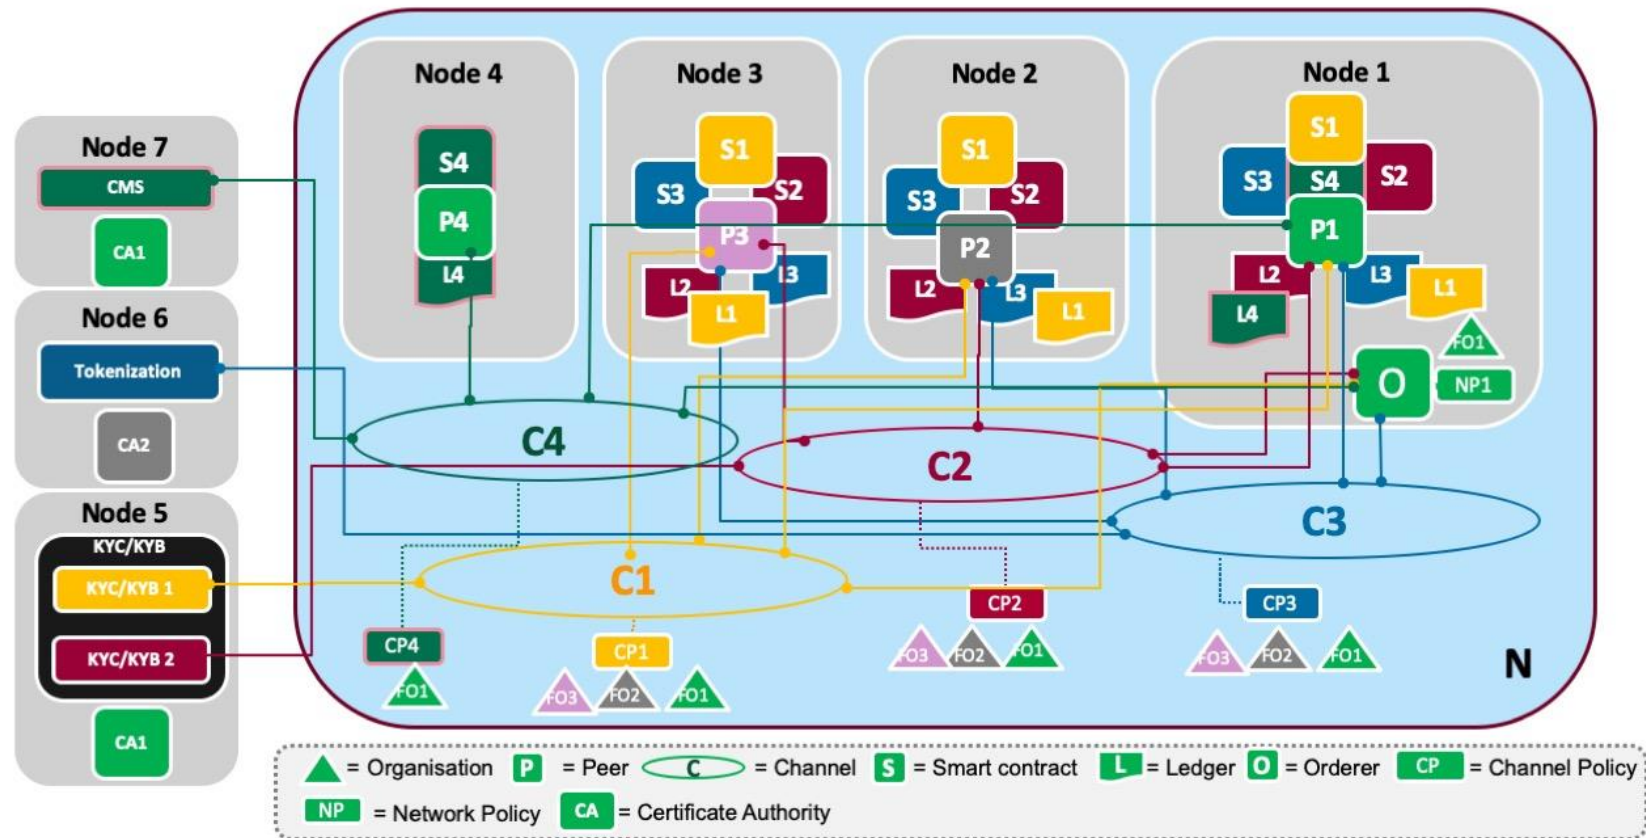 Node 4
S4
P4
L4
Node 3
S1
S3
S2
P3
L2
L3
L1
Node 2
S1
S3
S2
P2
L2
L3
L1
Node 1
S1
S3
S4
S2
P1
L2
L3
L1
L4
FO1
O
NP1
Node 7
CMS
CA1
Node 6
Tokenization
CA2
Node 5
KYC/KYB
KYC/KYB 1
KYC/KYB 2
CA1
C4
C2
C3
C1
CP4
FO1
CP1
FO3
FO2
FO1
CP2
FO3
FO2
FO1
CP3
FO3
FO2
FO1
N
= Organisation
P = Peer
C = Channel
S = Smart contract
L = Ledger
O = Orderer
CP = Channel Policy
NP = Network Policy
CA = Certificate Authority